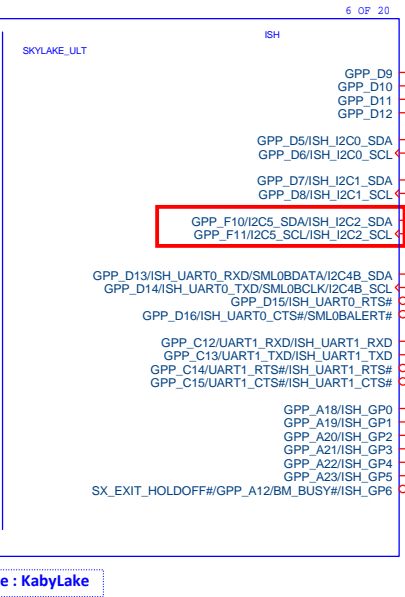 6 OF 20
ISH
SKYLAKE_ULT
GPP_D9
GPP_D10
GPP_D11
GPP_D12
GPP_D5/ISH_I2C0_SDA
GPP_D6/ISH_I2C0_SCL
GPP_D7/ISH_I2C1_SDA
GPP_D8/ISH_I2C1_SCL
GPP_F10/I2C5_SDA/ISH_I2C2_SDA
GPP_F11/I2C5_SCL/ISH_I2C2_SCL
GPP_D13/ISH_UART0_RXD/SML0BDATA/I2C4B_SDA
GPP_D14/ISH_UART0_TXD/SML0BCLK/I2C4B_SCL
GPP_D15/ISH_UART0_RTS#
GPP_D16/ISH_UART0_CTS#/SML0BALERT#
GPP_C12/UART1_RXD/ISH_UART1_RXD
GPP_C13/UART1_TXD/ISH_UART1_TXD
GPP_C14/UART1_RTS#/ISH_UART1_RTS#
GPP_C15/UART1_CTS#/ISH_UART1_CTS#
GPP_A18/ISH_GP0
GPP_A19/ISH_GP1
GPP_A20/ISH_GP2
GPP_A21/ISH_GP3
GPP_A22/ISH_GP4
GPP_A23/ISH_GP5
SX_EXIT_HOLDOFF#/GPP_A12/BM_BUSY#/ISH_GP6
e : KabyLake